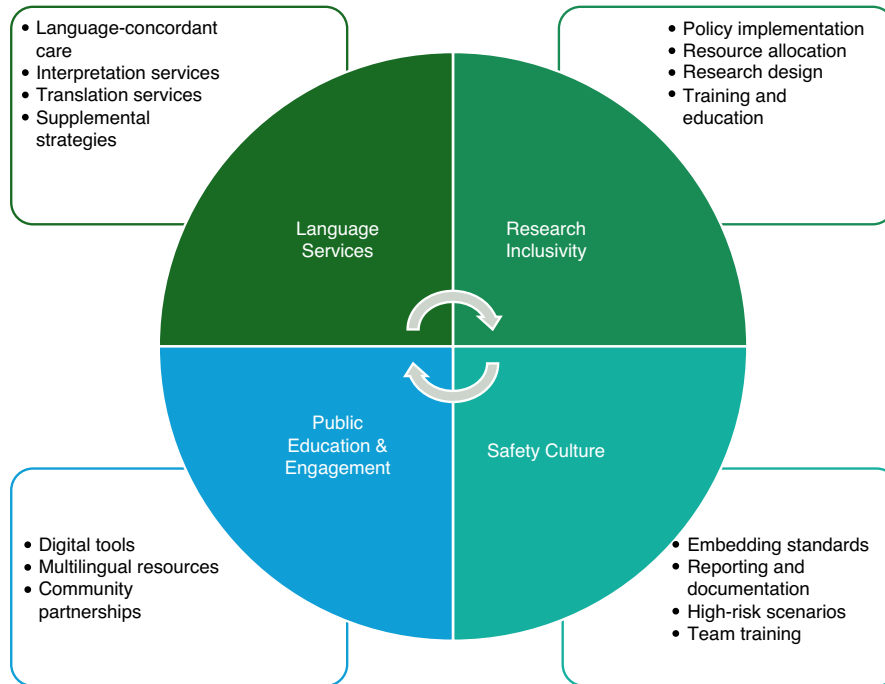 • Language-concordant
care
• Interpretation services
• Translation services
• Supplemental
strategies
• Policy implementation
• Resource allocation
• Research design
• Training and
education
Language
Services
Research
Inclusivity
Public
Education &
Engagement
Safety Culture
• Digital tools
• Multilingual resources
• Community
partnerships
• Embedding standards
• Reporting and
documentation
• High-risk scenarios
• Team training